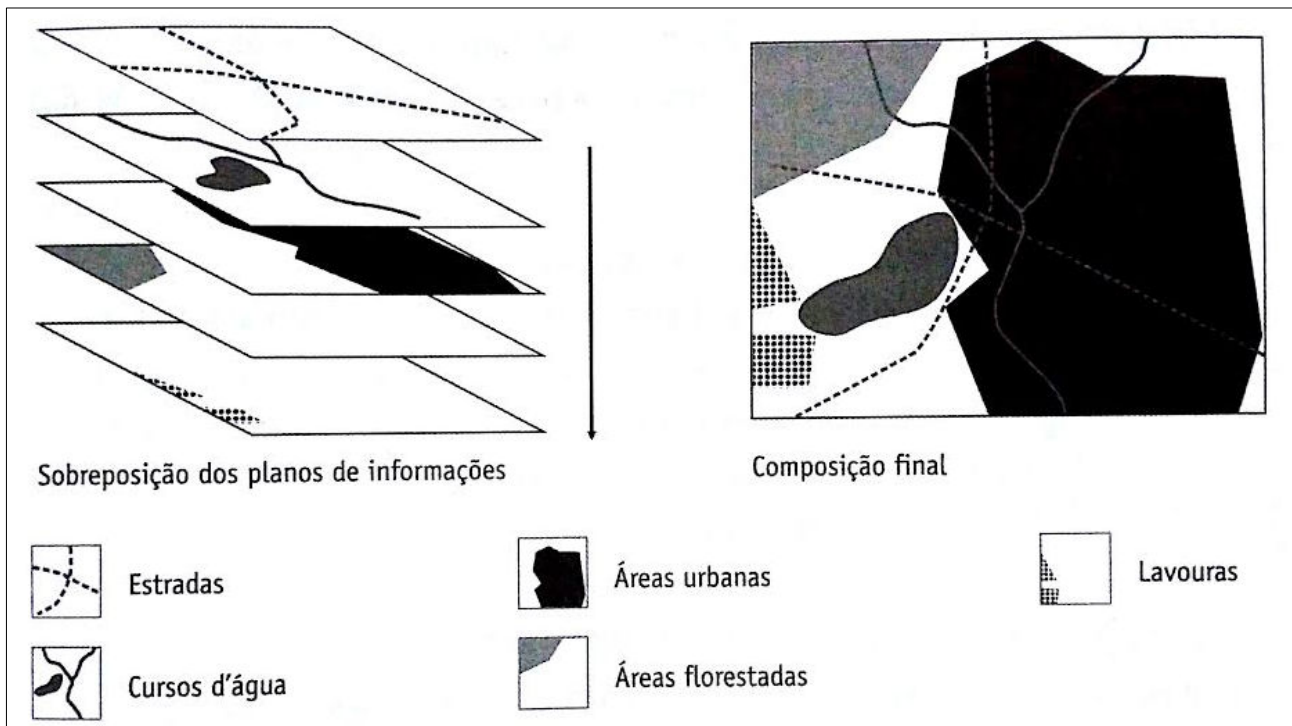 Sobreposição dos planos de informações
Composição final
Estradas
Áreas urbanas
Lavouras
Cursos d'água
Áreas florestadas